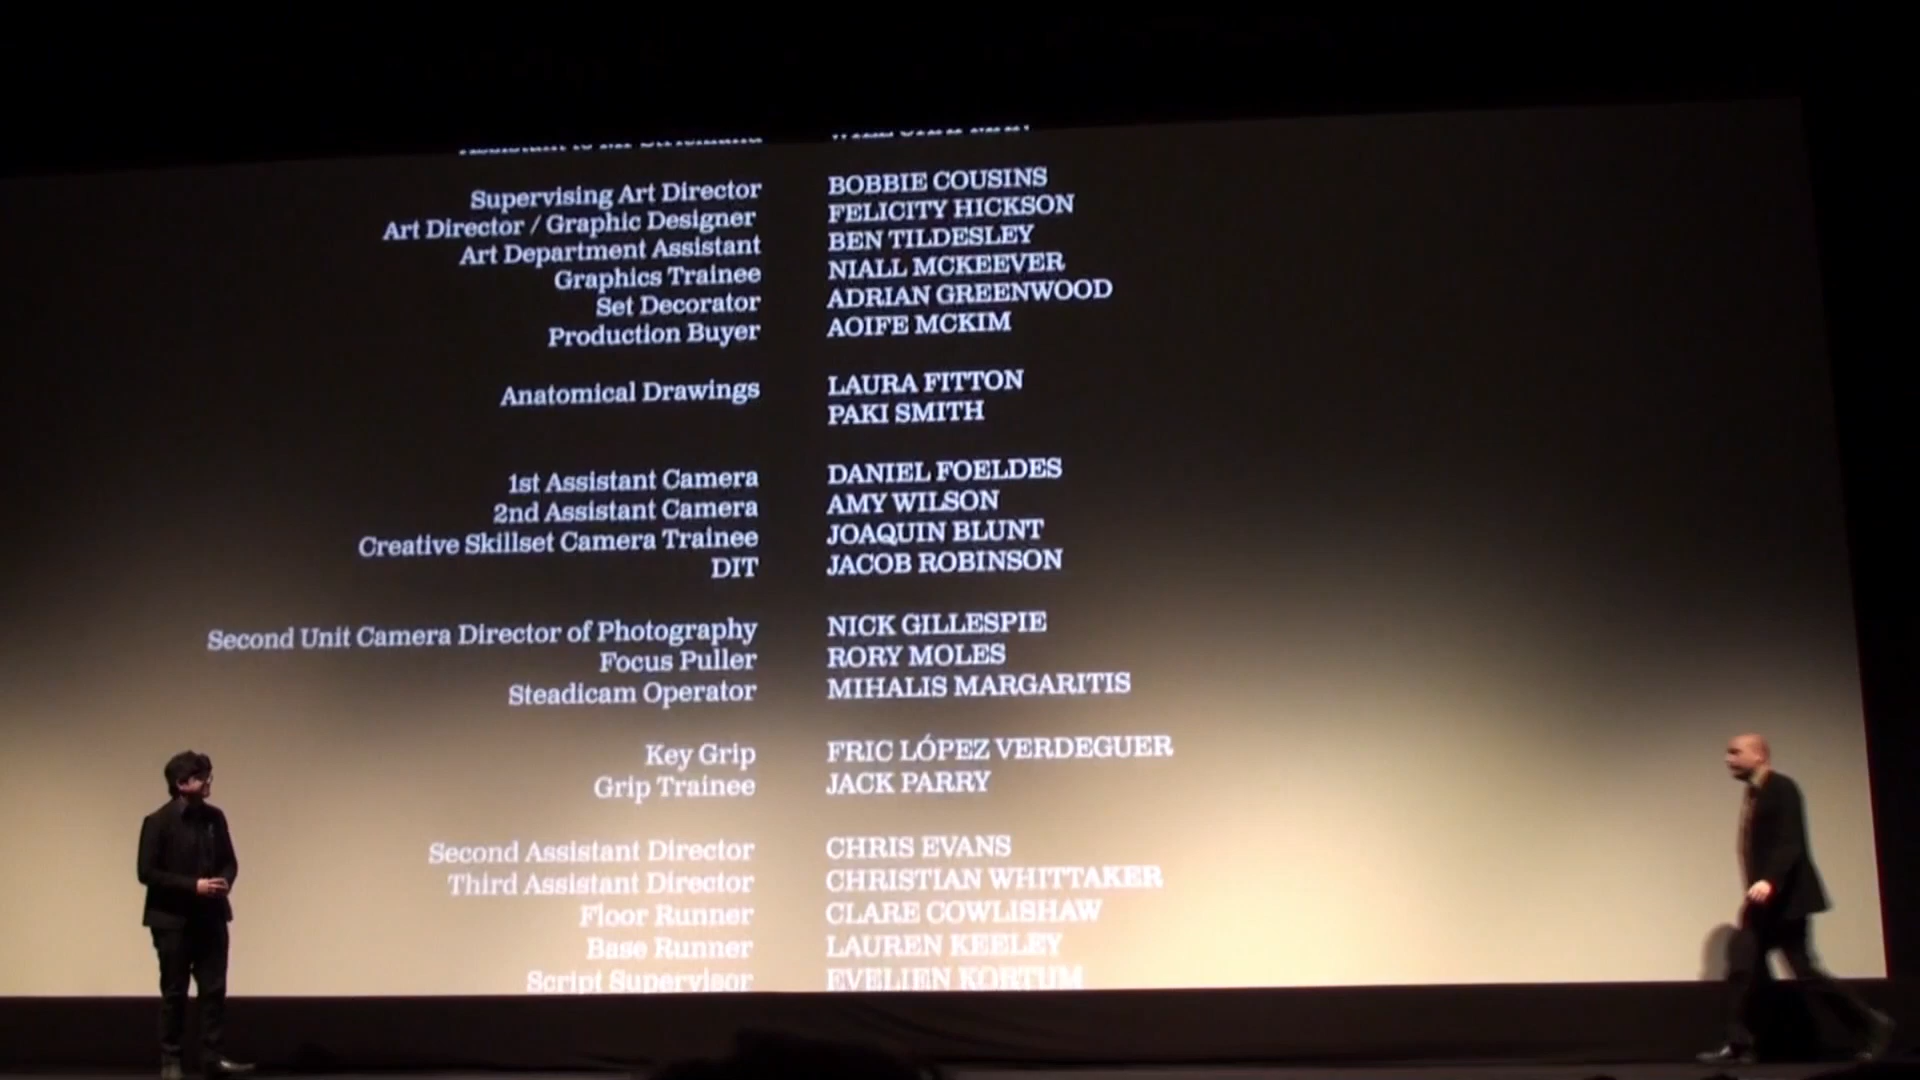 Supervising Art Director BOBBIE COUSINS
Art Director / Graphic Designer FELICITY HICKSON
Art Department Assistant BEN TILDESLEY
Graphics Trainee NIALL MCKEEVER
Set Decorator ADRIAN GREENWOOD
Production Buyer AOIFE MCKIM
Anatomical Drawings LAURA FITTON
PAKI SMITH
1st Assistant Camera DANIEL FOELDES
2nd Assistant Camera AMY WILSON
Creative Skillset Camera Trainee JOAQUIN BLUNT
DIT JACOB ROBINSON
Second Unit Camera Director of Photography NICK GILLESPIE
Focus Puller RORY MOLES
Steadicam Operator MIHALIS MARGARITIS
Key Grip FRIC LÓPEZ VERDEGUER
Grip Trainee JACK PARRY
Second Assistant Director CHRIS EVANS
Third Assistant Director CHRISTIAN WHITTAKER
Floor Runner CLARE COWLISHAW
Base Runner LAUREN KEELEY
Script Supervisor EVELIEN KORTUM